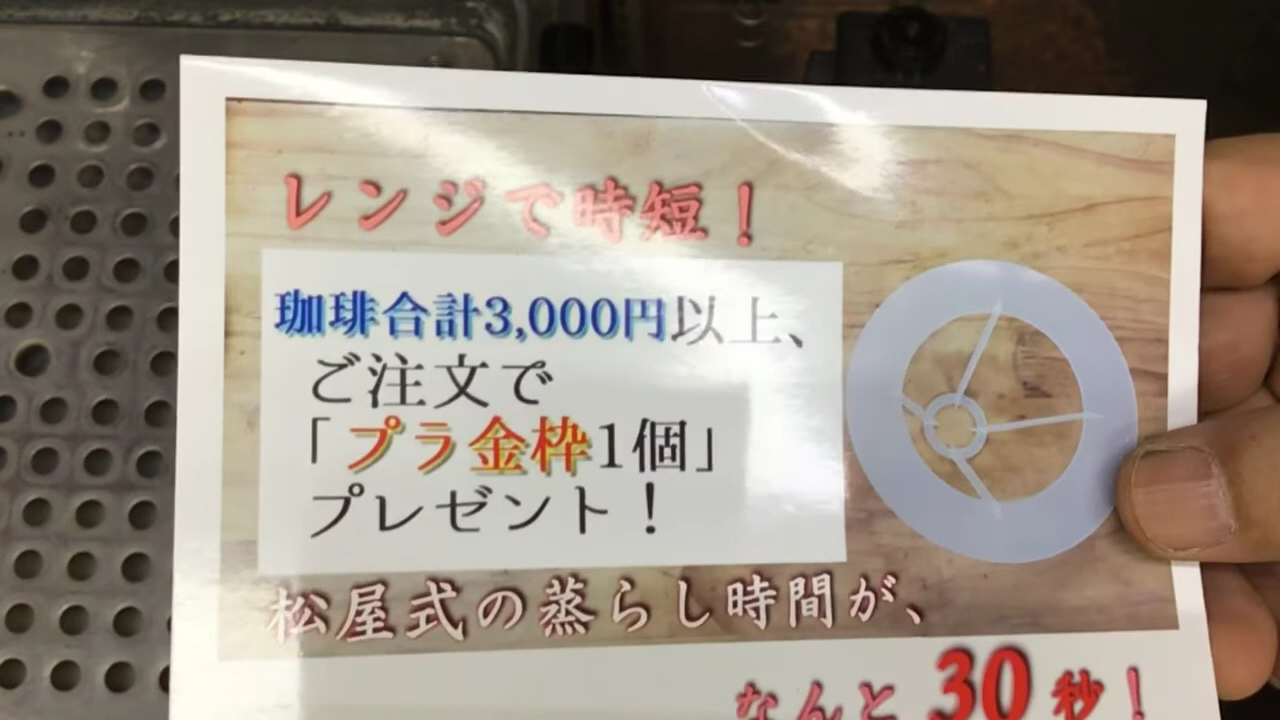 レンジで時短！
珈琲合計3,000円以上、
ご注文で
「プラ金枠1個」
プレゼント！
松屋式の蒸らし時間が、
なんと30秒！